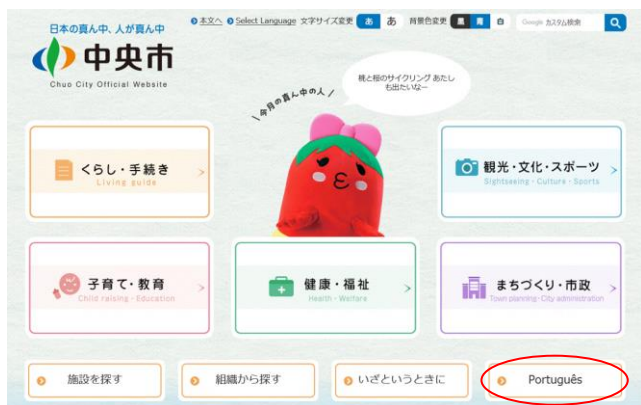 日本の真ん中、人が真ん中
中央市
Chuo City Official Website
本文へ Select Language 文字サイズ変更 あ あ 背景色変更 黒 青 白 Google カスタム検索
今月の真ん中の人
桃と桜のサイクリング あたし
も出たいなー
くらし・手続き
Living guide
観光・文化・スポーツ
Sightseeing・Culture・Sports
子育て・教育
Child raising・Education
健康・福祉
Health・Welfare
まちづくり・市政
Town planning・City administration
施設を探す
組織から探す
いざというときに
Português